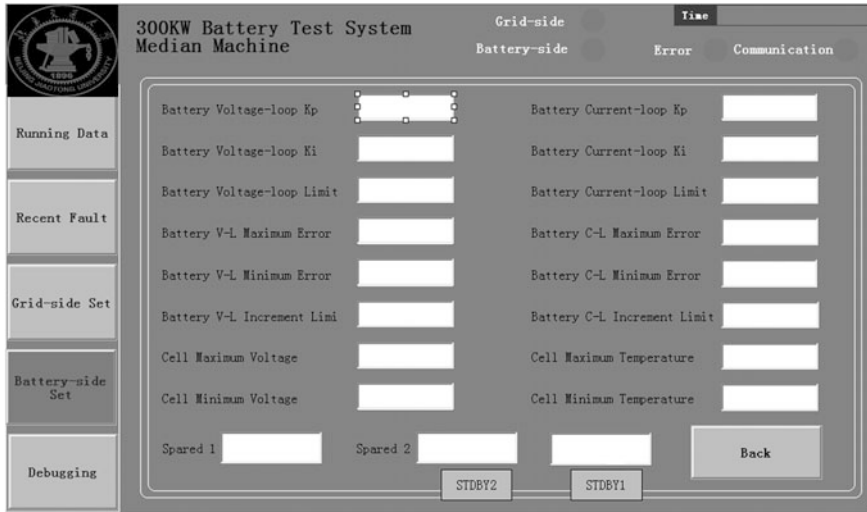 300KW Battery Test System
Median Machine
Grid-side
Battery-side
Time
Error
Communication
1896
BEIJING JIAOTONG UNIVERSITY
Running Data
Recent Fault
Grid-side Set
Battery-side
Set
Debugging
Battery Voltage-loop Kp
Battery Current-loop Kp
Battery Voltage-loop Ki
Battery Current-loop Ki
Battery Voltage-loop Limit
Battery Current-loop Limit
Battery V-L Maximum Error
Battery C-L Maximum Error
Battery V-L Minimum Error
Battery C-L Minimum Error
Battery V-L Increment Limi
Battery C-L Increment Limit
Cell Maximum Voltage
Cell Maximum Temperature
Cell Minimum Voltage
Cell Minimum Temperature
Spared 1
Spared 2
Back
STDBY2
STDBY1